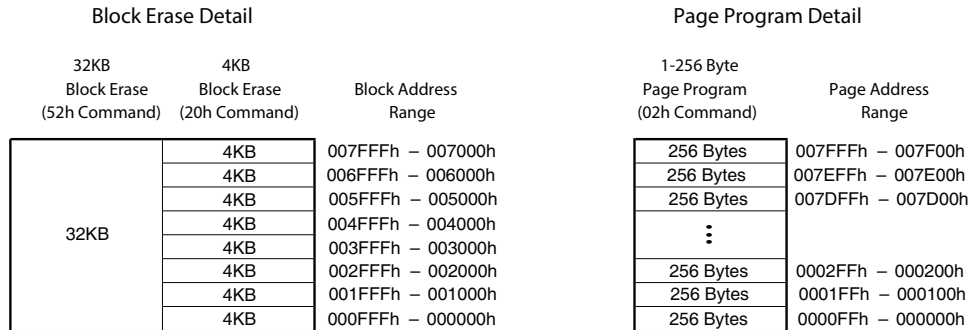 Block Erase Detail Page Program Detail
32KB 4KB 1-256 Byte
Block Erase Block Erase Block Address Page Program Page Address
(52h Command) (20h Command) Range (02h Command) Range
4KB 007FFFh – 007000h 256 Bytes 007FFFh – 007F00h
4KB 006FFFh – 006000h 256 Bytes 007EFFh – 007E00h
4KB 005FFFh – 005000h 256 Bytes 007DFFh – 007D00h
4KB 004FFFh – 004000h
32KB
4KB 003FFFh – 003000h
4KB 002FFFh – 002000h 256 Bytes 0002FFh – 000200h
4KB 001FFFh – 001000h 256 Bytes 0001FFh – 000100h
4KB 000FFFh – 000000h 256 Bytes 0000FFh – 000000h